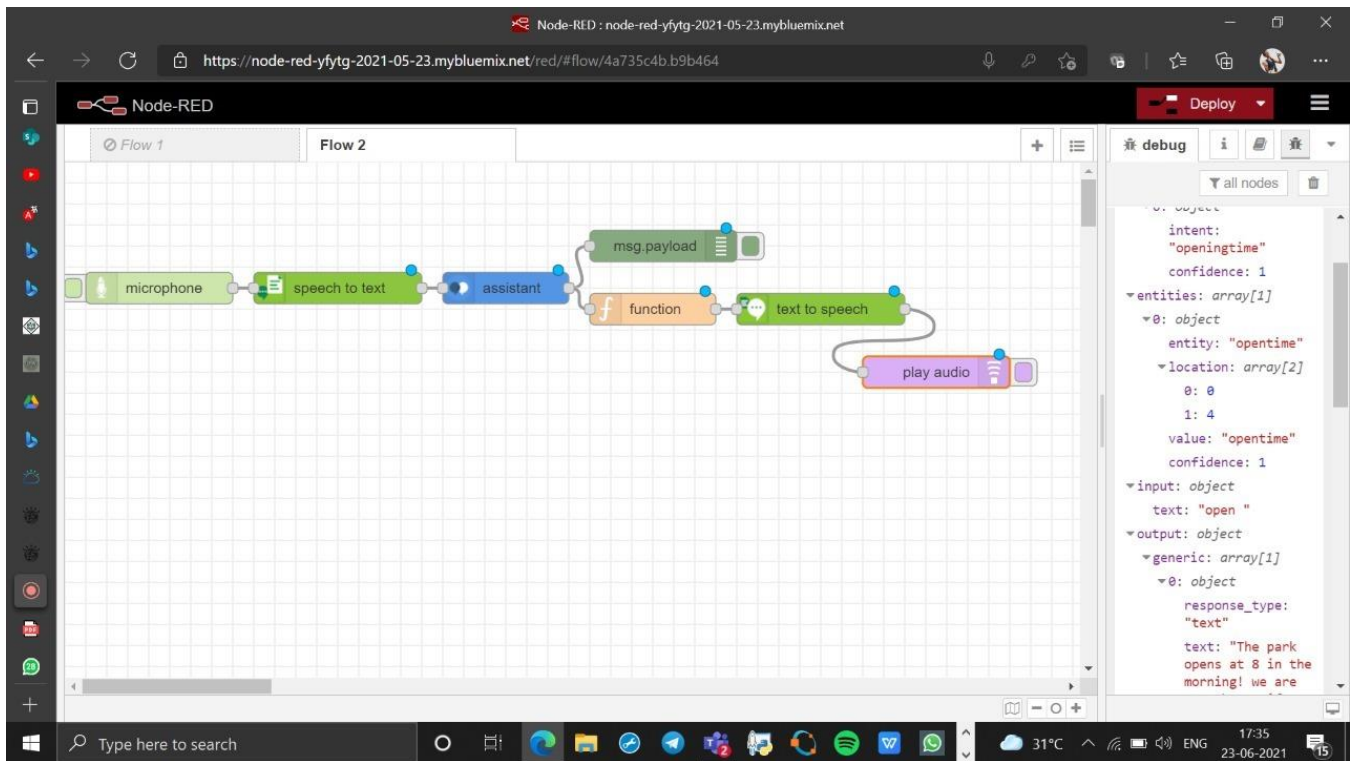 Node-RED : node-red-yfytg-2021-05-23.mybluemix.net
https://node-red-yfytg-2021-05-23.mybluemix.net/red/#flow/4a735c4b.b9b464
Node-RED
Deploy
Flow 1
Flow 2
debug
all nodes
0: object
intent:
"openingtime"
confidence: 1
entities: array[1]
0: object
entity: "opentime"
location: array[2]
0: 0
1: 4
value: "opentime"
confidence: 1
input: object
text: "open "
output: object
generic: array[1]
0: object
response_type:
"text"
text: "The park
opens at 8 in the
morning! we are
msg.payload
microphone
speech to text
assistant
function
text to speech
play audio
Type here to search
31°C
ENG
17:35
23-06-2021
15